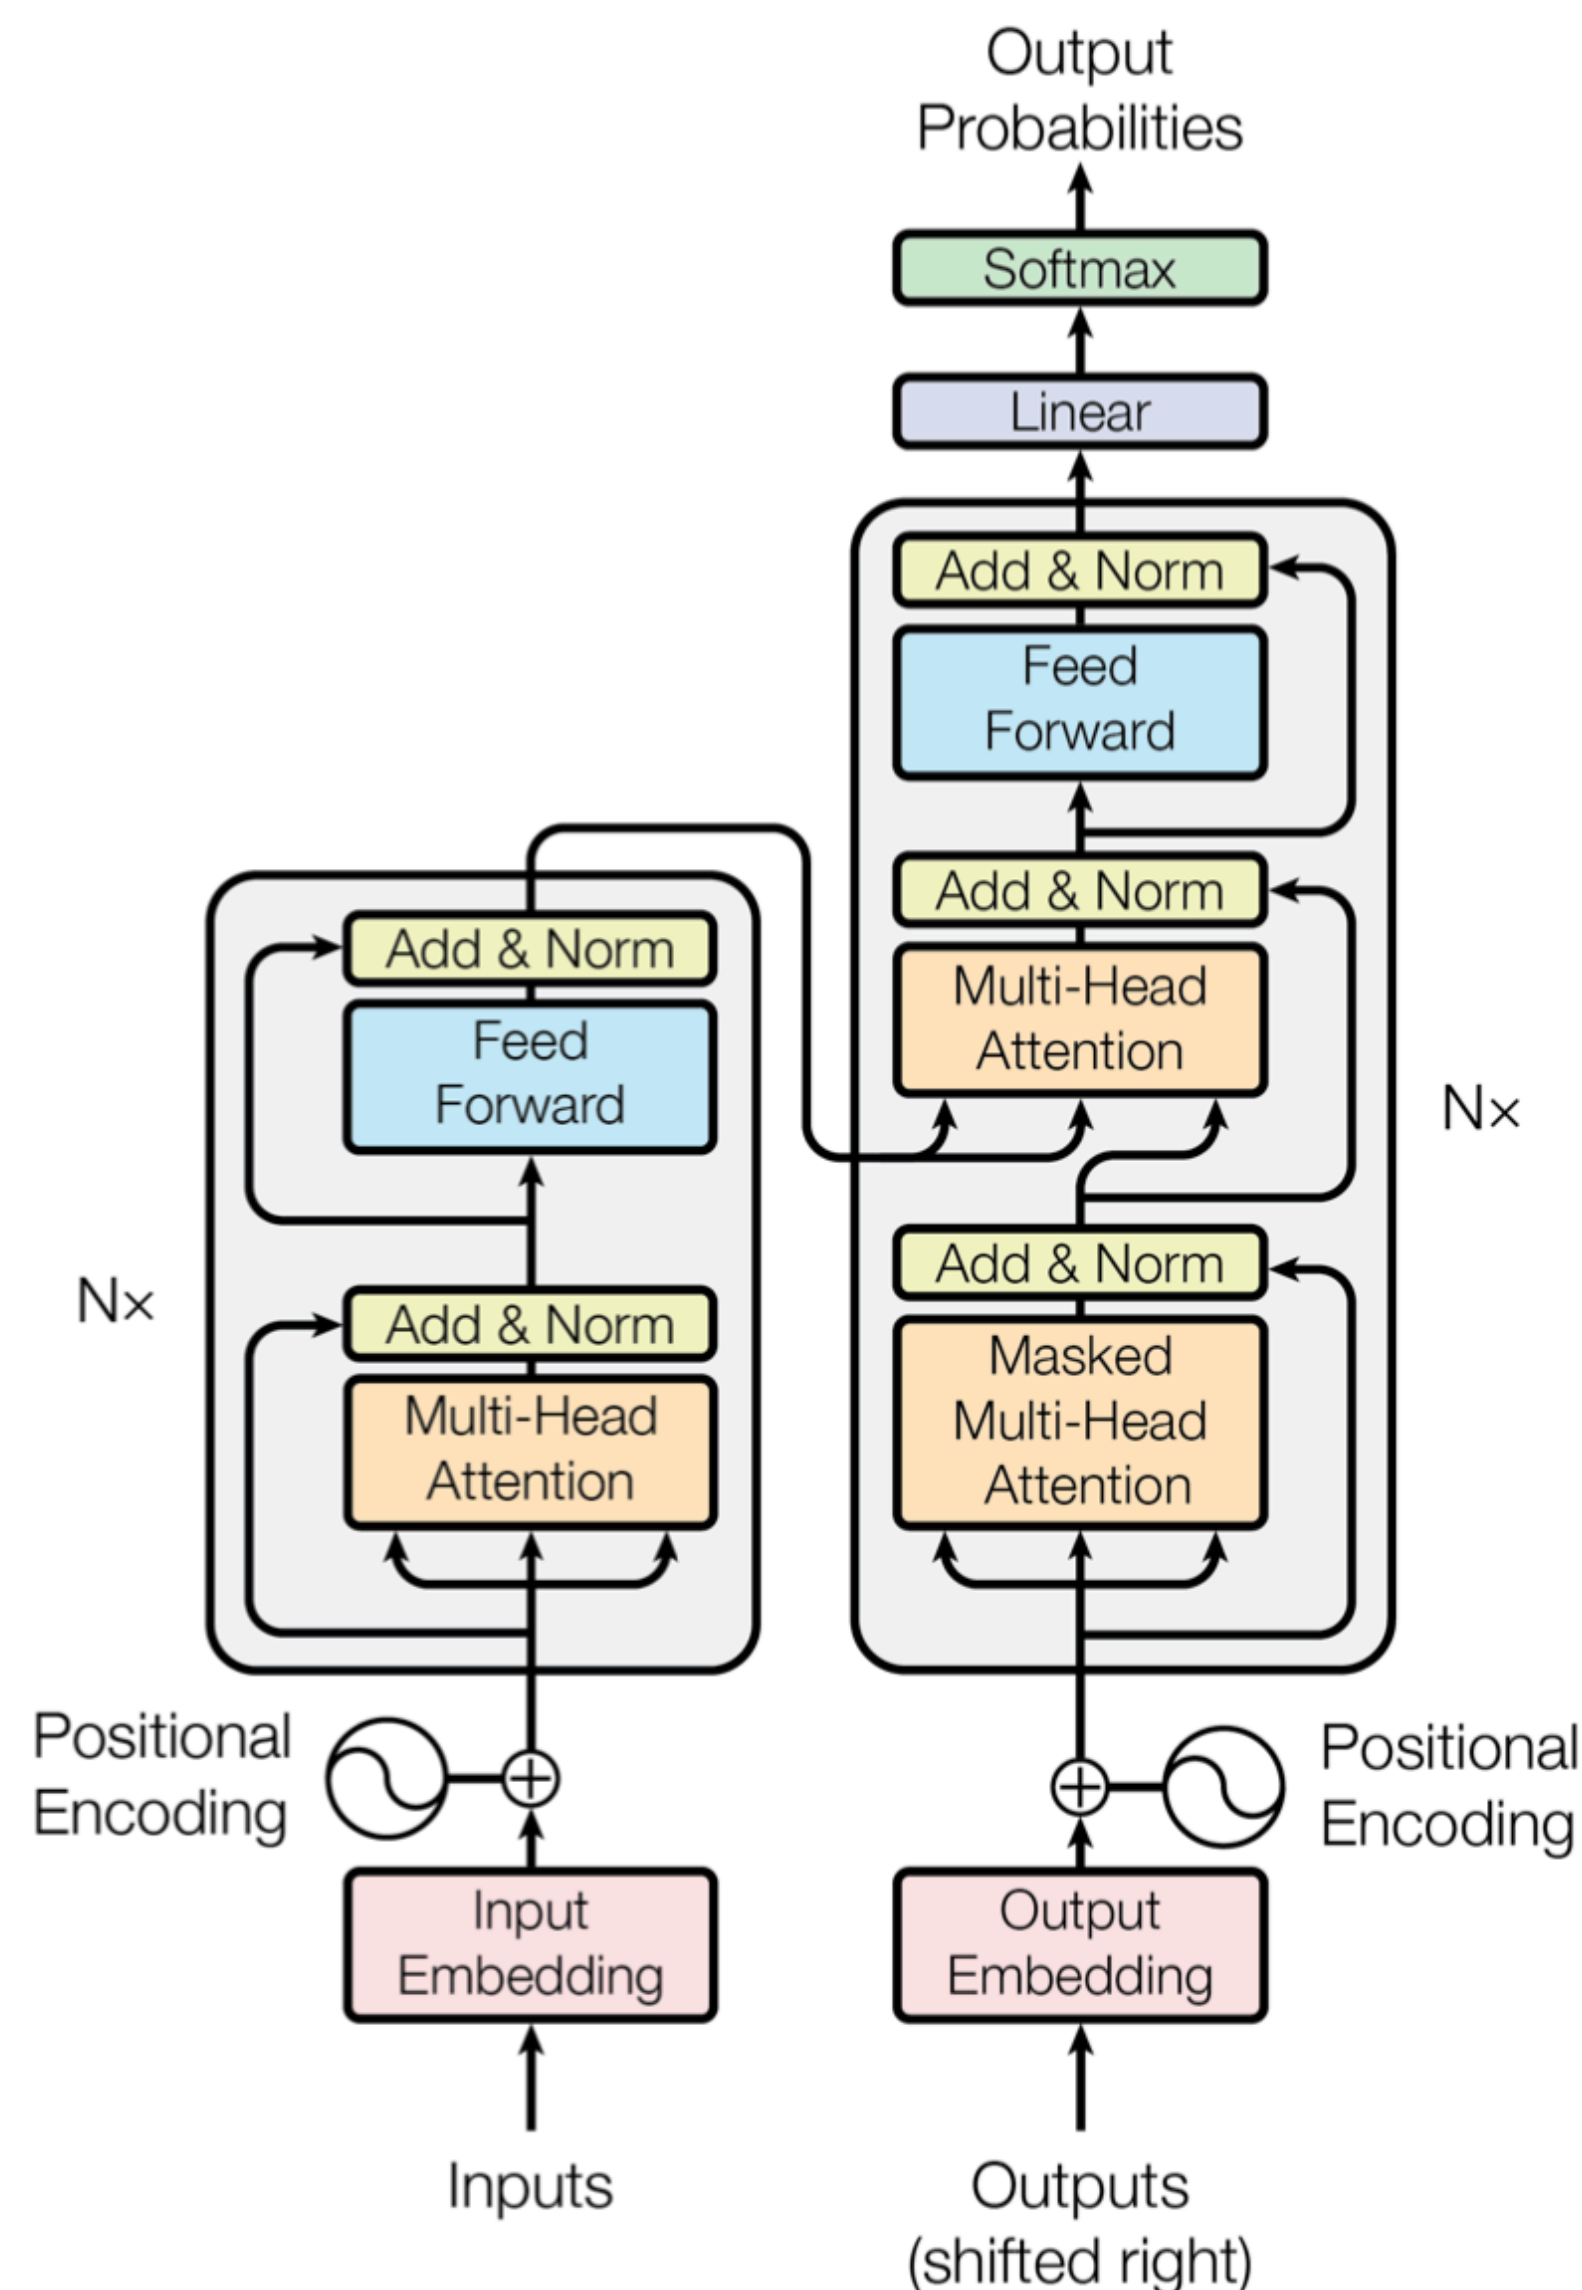 Output
Probabilities
Softmax
Linear
Add & Norm
Feed
Forward
Add & Norm
Multi-Head
Attention
Nx
Add & Norm
Masked
Multi-Head
Attention
Add & Norm
Feed
Forward
Nx
Add & Norm
Multi-Head
Attention
Positional
Encoding
Positional
Encoding
Input
Embedding
Output
Embedding
Inputs
Outputs
(shifted right)